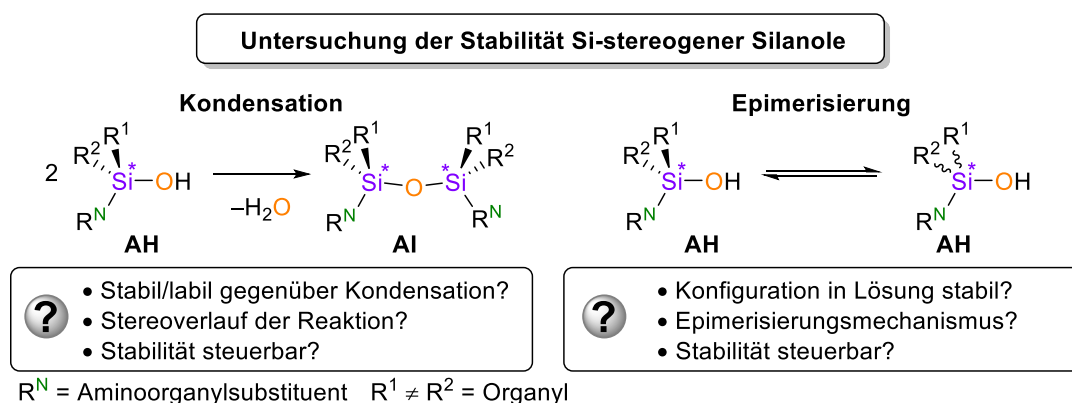 Untersuchung der Stabilität Si-stereogener Silanole
Kondensation
2 R¹ R² Si* OH Rᴺ
AH
–H₂O
R¹ R² Si* Rᴺ O Si* R¹ R² Rᴺ
AI
? • Stabil/labil gegenüber Kondensation?
• Stereoverlauf der Reaktion?
• Stabilität steuerbar?
Epimerisierung
R¹ R² Si* OH Rᴺ
AH
R¹ R² Si* OH Rᴺ
AH
? • Konfiguration in Lösung stabil?
• Epimerisierungsmechanismus?
• Stabilität steuerbar?
Rᴺ = Aminoorganylsubstituent R¹ ≠ R² = Organyl